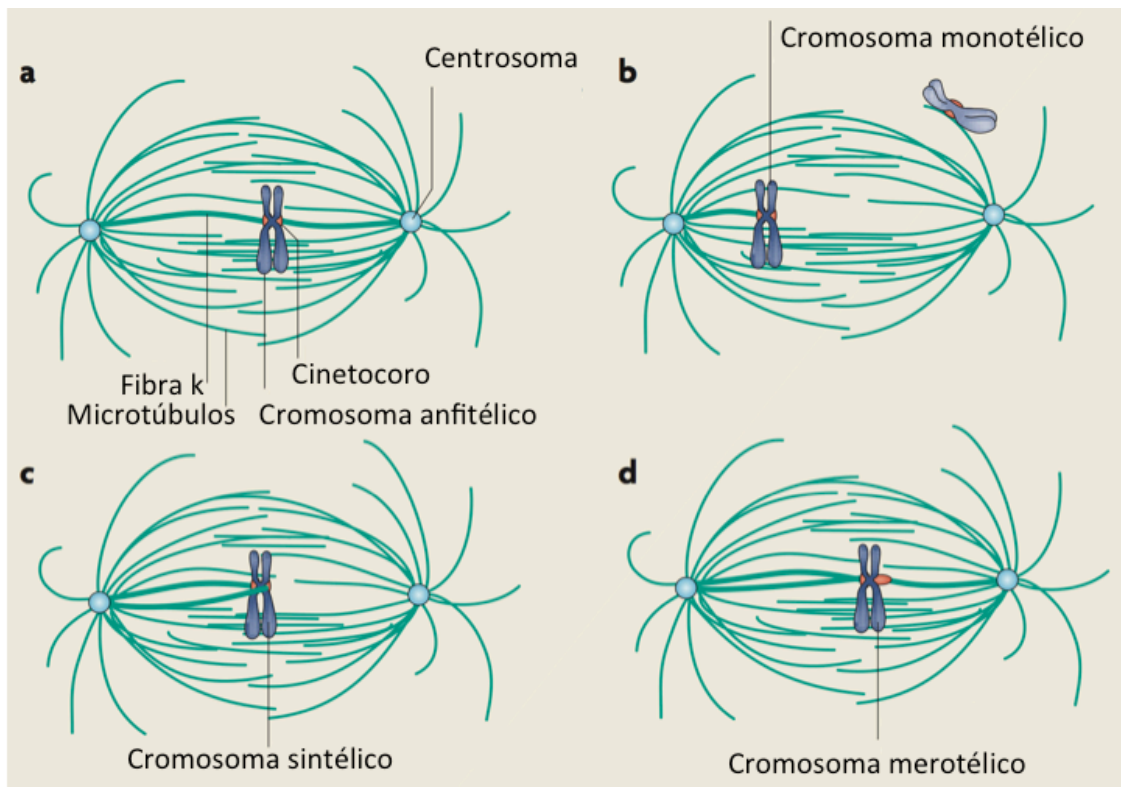 a
Centrosoma
Fibra k
Microtúbulos
Cinetocoro
Cromosoma anfitélico
b
Cromosoma monotélico
c
Cromosoma sintélico
d
Cromosoma merotélico